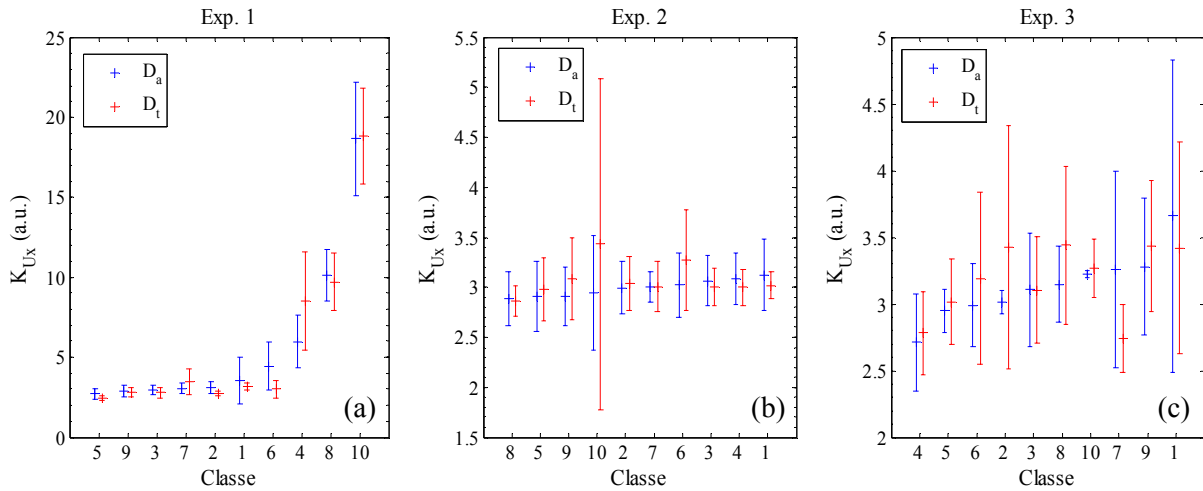 Exp. 1
25
20
15
10
5
0
K_Ux (a.u.)
D_a
D_t
5 9 3 7 2 1 6 4 8 10
Classe
(a)
Exp. 2
5.5
5
4.5
4
3.5
3
2.5
2
1.5
K_Ux (a.u.)
D_a
D_t
8 5 9 10 2 7 6 3 4 1
Classe
(b)
Exp. 3
5
4.5
4
3.5
3
2.5
2
K_Ux (a.u.)
D_a
D_t
4 5 6 2 3 8 10 7 9 1
Classe
(c)